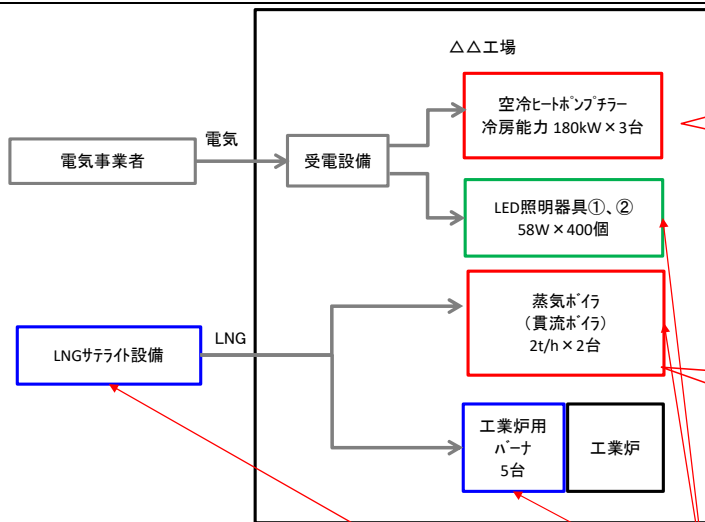 △△工場
空冷ﾋｰﾄﾎﾟﾝﾌﾟﾁﾗｰ
冷房能力 180kW×3台
電気
電気事業者
受電設備
LED照明器具①、②
58W×400個
蒸気ﾎﾞｲﾗ
（貫流ﾎﾞｲﾗ）
2t/h×2台
LNG
LNGｻﾃﾗｲﾄ設備
工業炉用
ﾊﾞｰﾅ
5台
工業炉